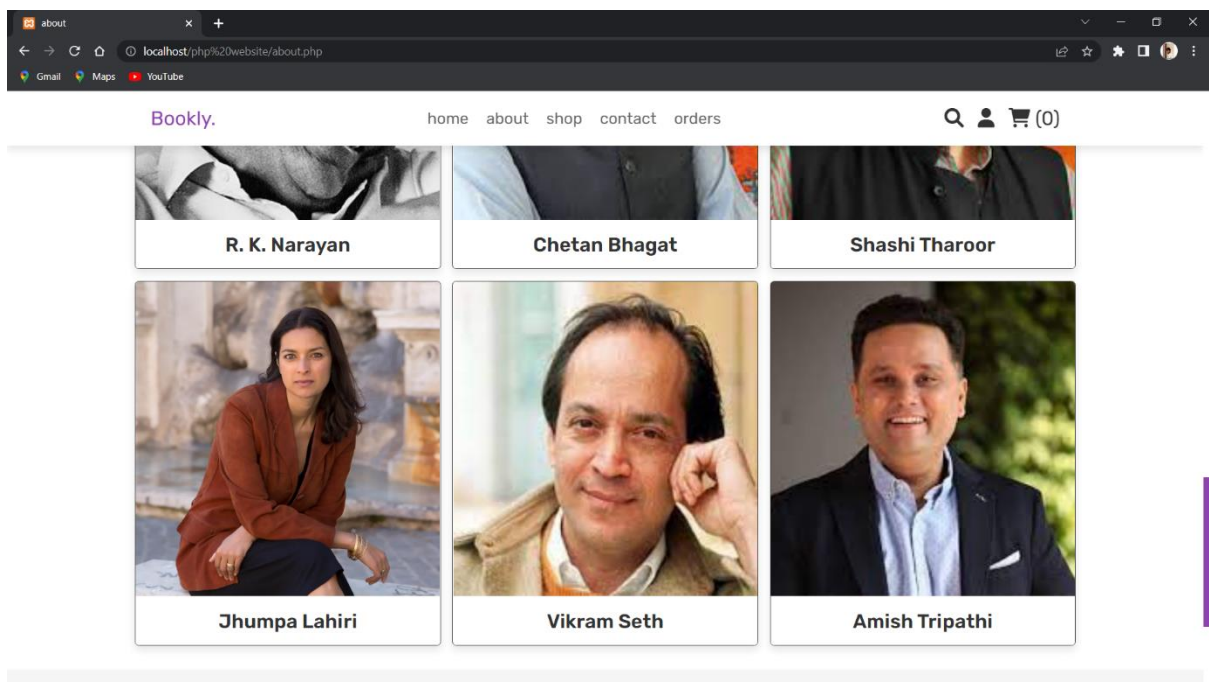 about
localhost/php%20website/about.php
Gmail Maps YouTube
Bookly. home about shop contact orders (0)
R. K. Narayan Chetan Bhagat Shashi Tharoor
Jhumpa Lahiri Vikram Seth Amish Tripathi